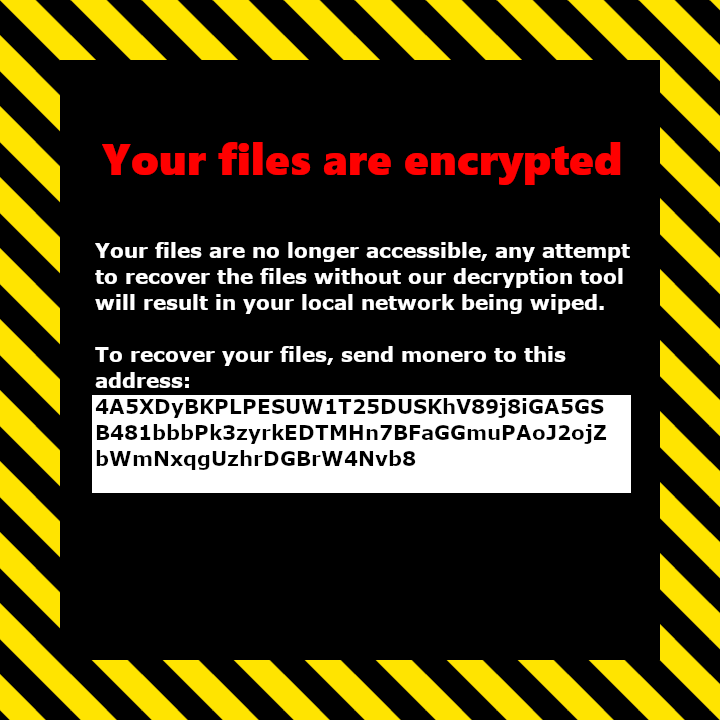 Your files are encrypted
Your files are no longer accessible, any attempt
to recover the files without our decryption tool
will result in your local network being wiped.
To recover your files, send monero to this
address:
4A5XDyBKPLPESUW1T25DUSKhV89j8iGA5GS
B481bbbPk3zyrkEDTMHn7BFaGGmuPAoJ2ojZ
bWmNxqgUzhrDGBrW4Nvb8